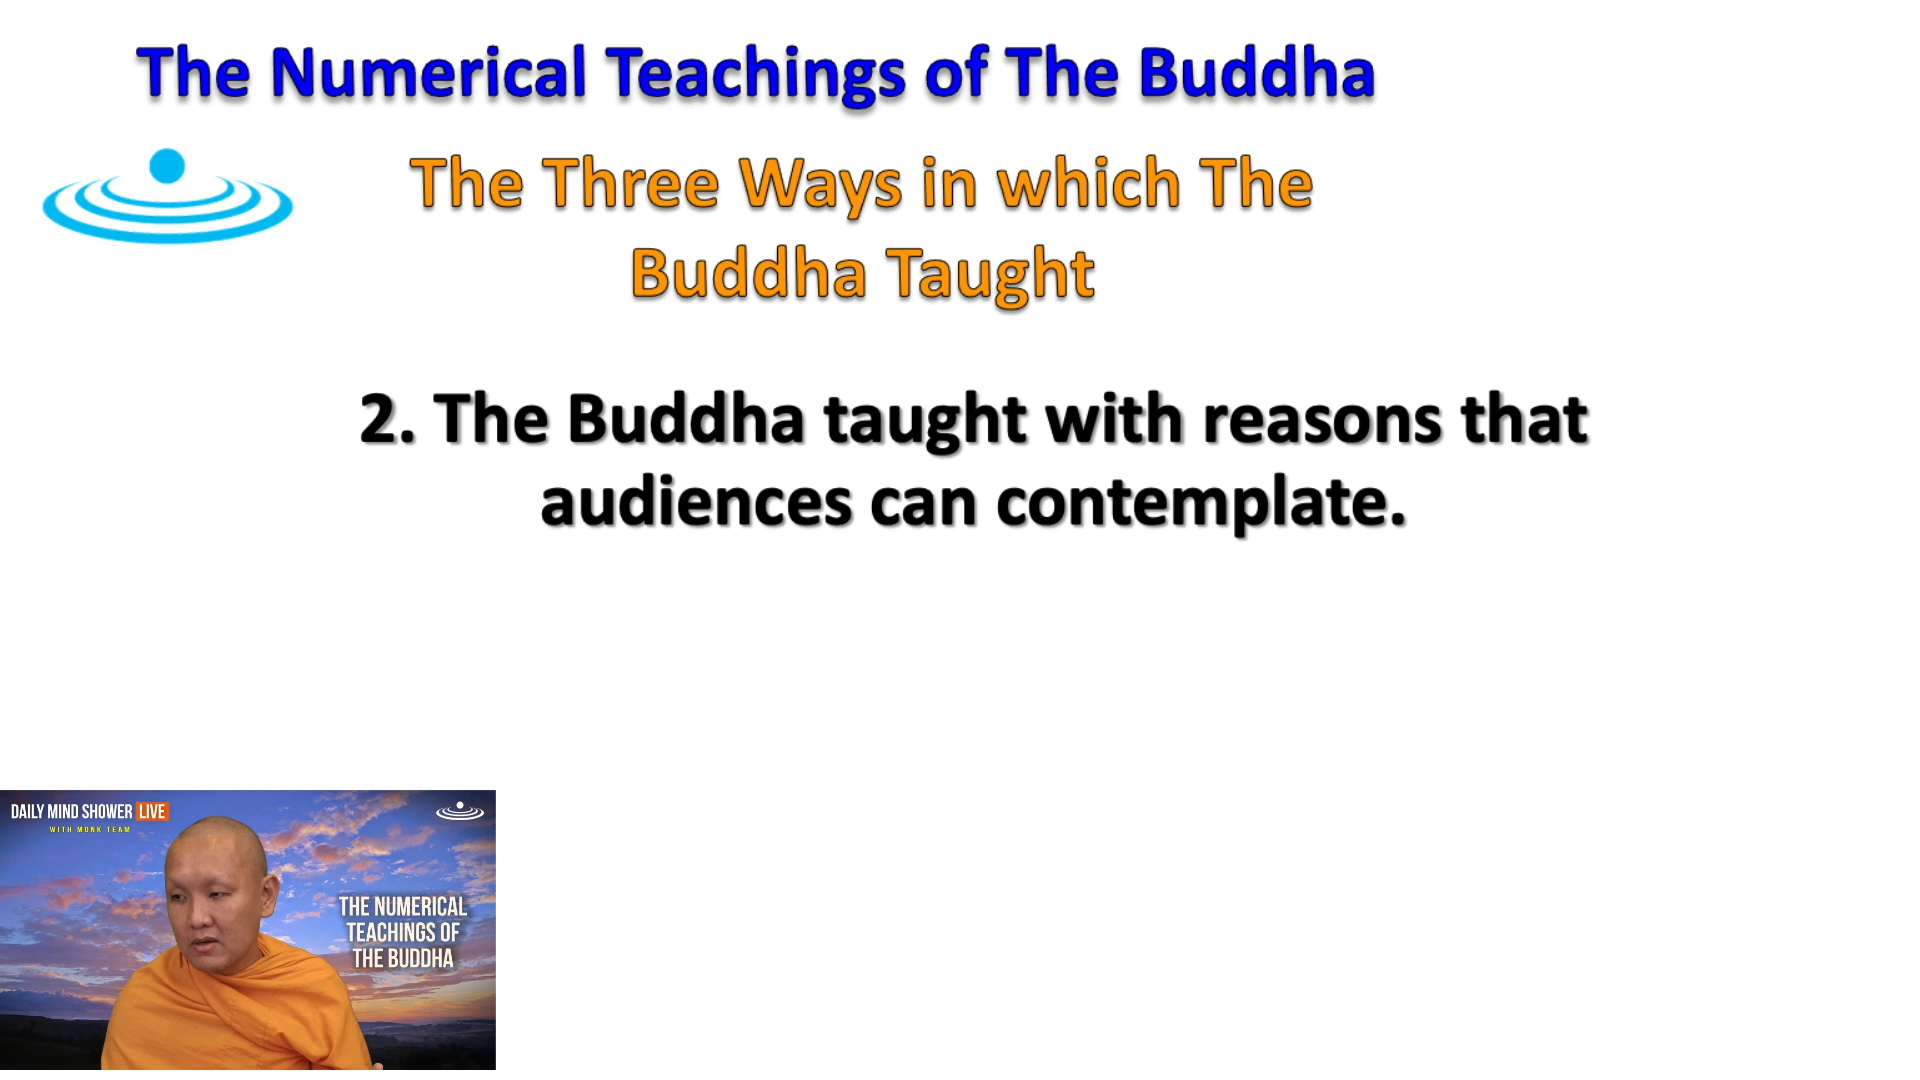 The Numerical Teachings of The Buddha
The Three Ways in which The
Buddha Taught
2. The Buddha taught with reasons that
audiences can contemplate.
DAILY MIND SHOWER LIVE
WITH MONK TEAM
THE NUMERICAL
TEACHINGS OF
THE BUDDHA